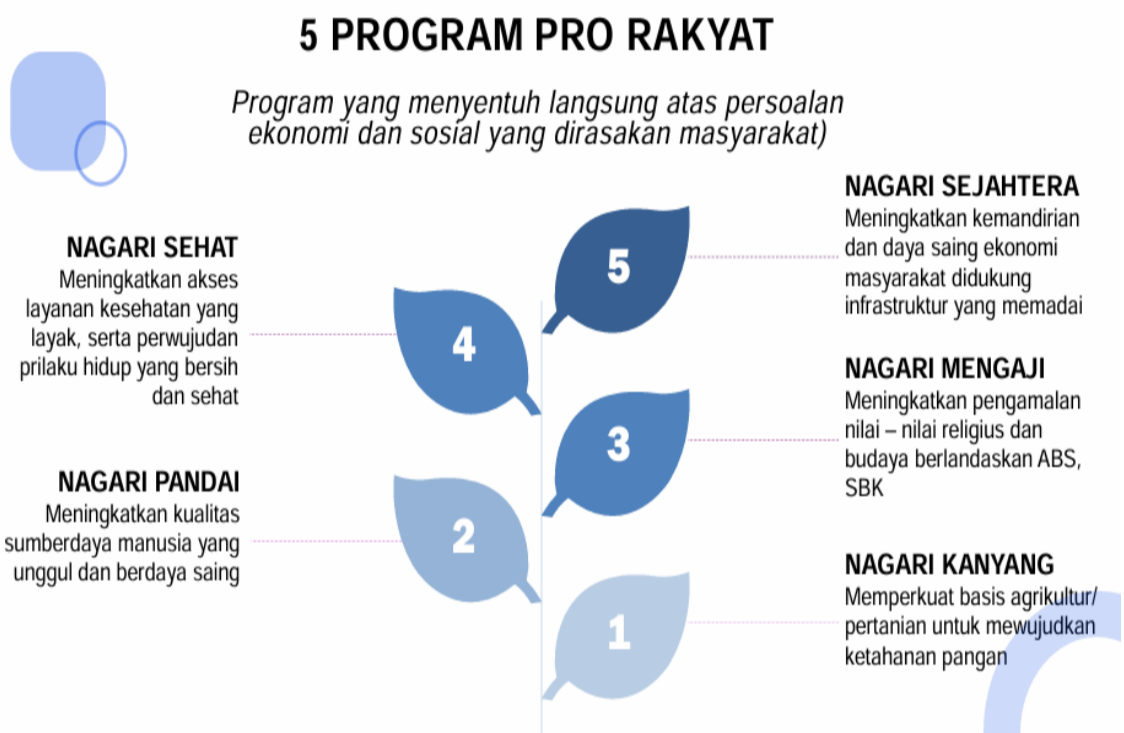 5 PROGRAM PRO RAKYAT
Program yang menyentuh langsung atas persoalan
ekonomi dan sosial yang dirasakan masyarakat)
NAGARI SEJAHTERA
Meningkatkan kemandirian
dan daya saing ekonomi
masyarakat didukung
infrastruktur yang memadai
5
NAGARI SEHAT
Meningkatkan akses
layanan kesehatan yang
layak, serta perwujudan
prilaku hidup yang bersih
dan sehat
4
NAGARI MENGAJI
Meningkatkan pengamalan
nilai – nilai religius dan
budaya berlandaskan ABS,
SBK
3
NAGARI PANDAI
Meningkatkan kualitas
sumberdaya manusia yang
unggul dan berdaya saing
2
NAGARI KANYANG
Memperkuat basis agrikultur/
pertanian untuk mewujudkan
ketahanan pangan
1